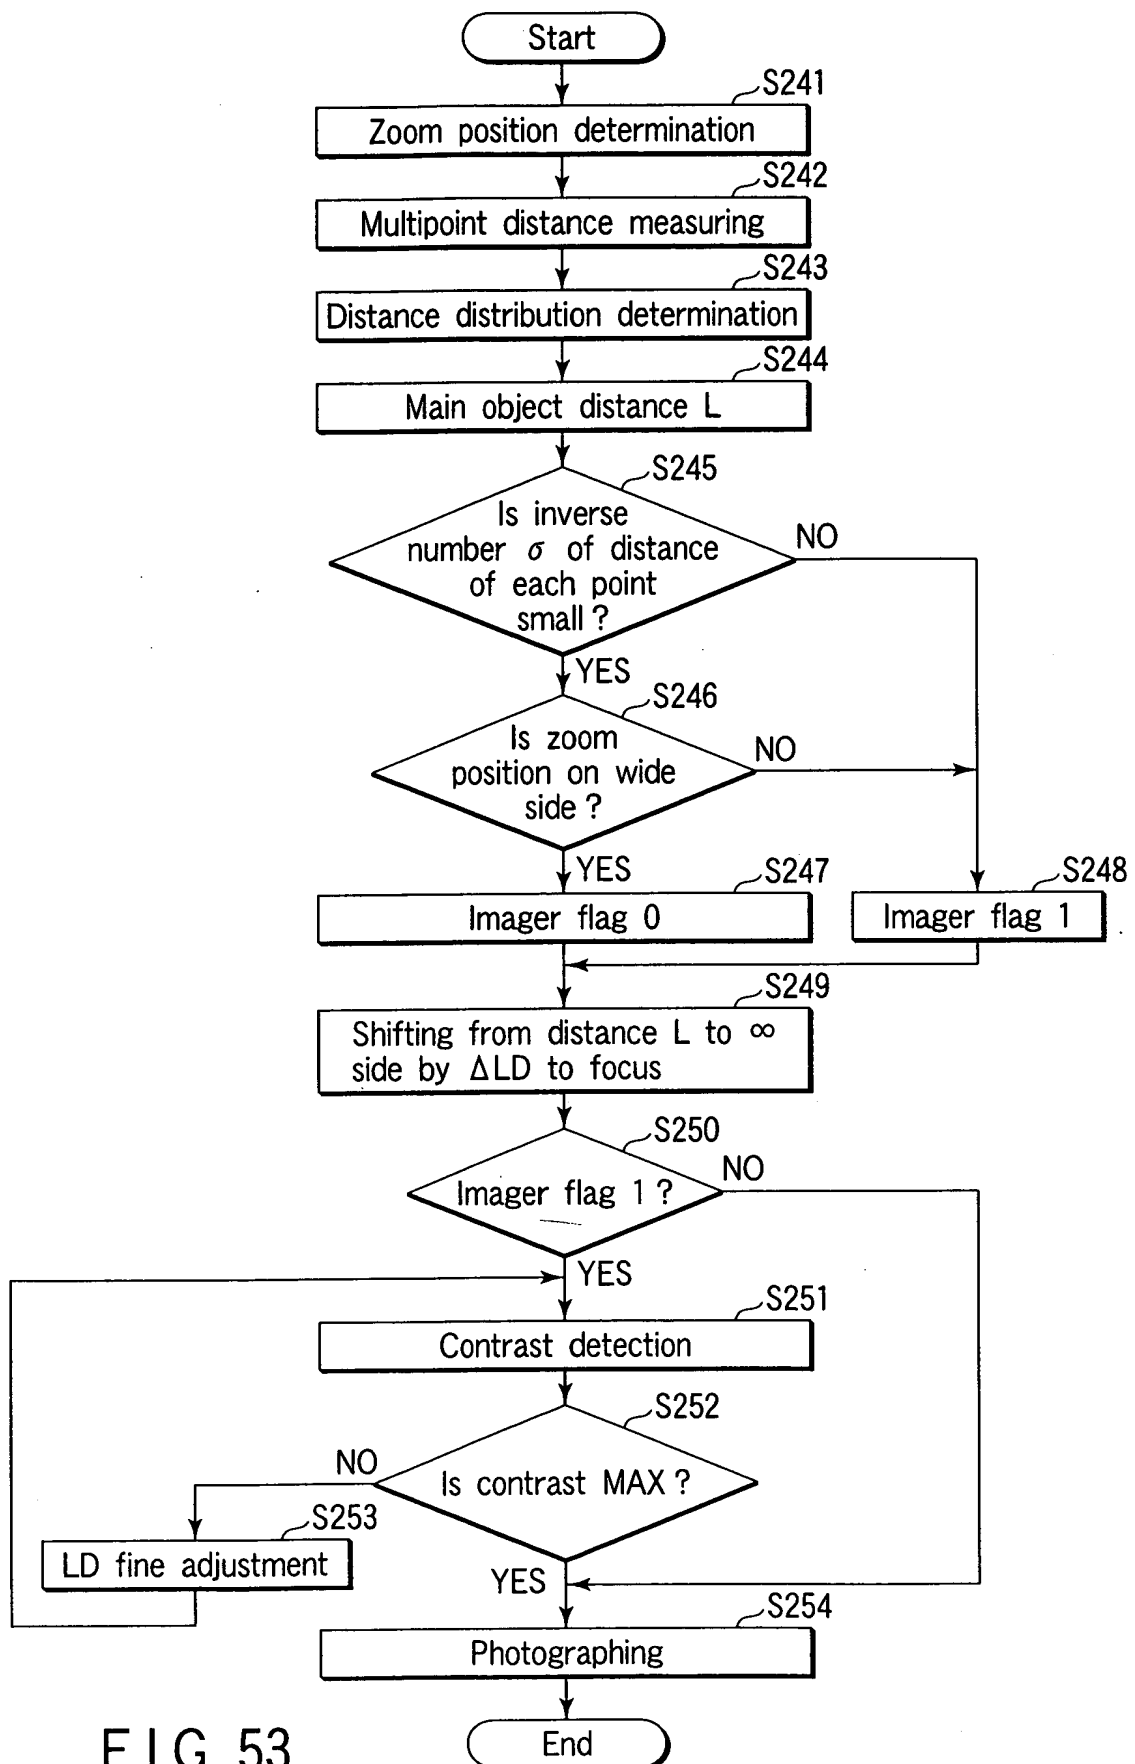 Start
S241
Zoom position determination
S242
Multipoint distance measuring
S243
Distance distribution determination
S244
Main object distance L
S245
Is inverse
number σ of distance
of each point
small ?
NO
YES
S246
Is zoom
position on wide
side ?
NO
YES
S247
Imager flag 0
S248
Imager flag 1
S249
Shifting from distance L to ∞
side by ΔLD to focus
S250
Imager flag 1 ?
NO
YES
S251
Contrast detection
S252
Is contrast MAX ?
NO
S253
LD fine adjustment
YES
S254
Photographing
End
FIG. 53